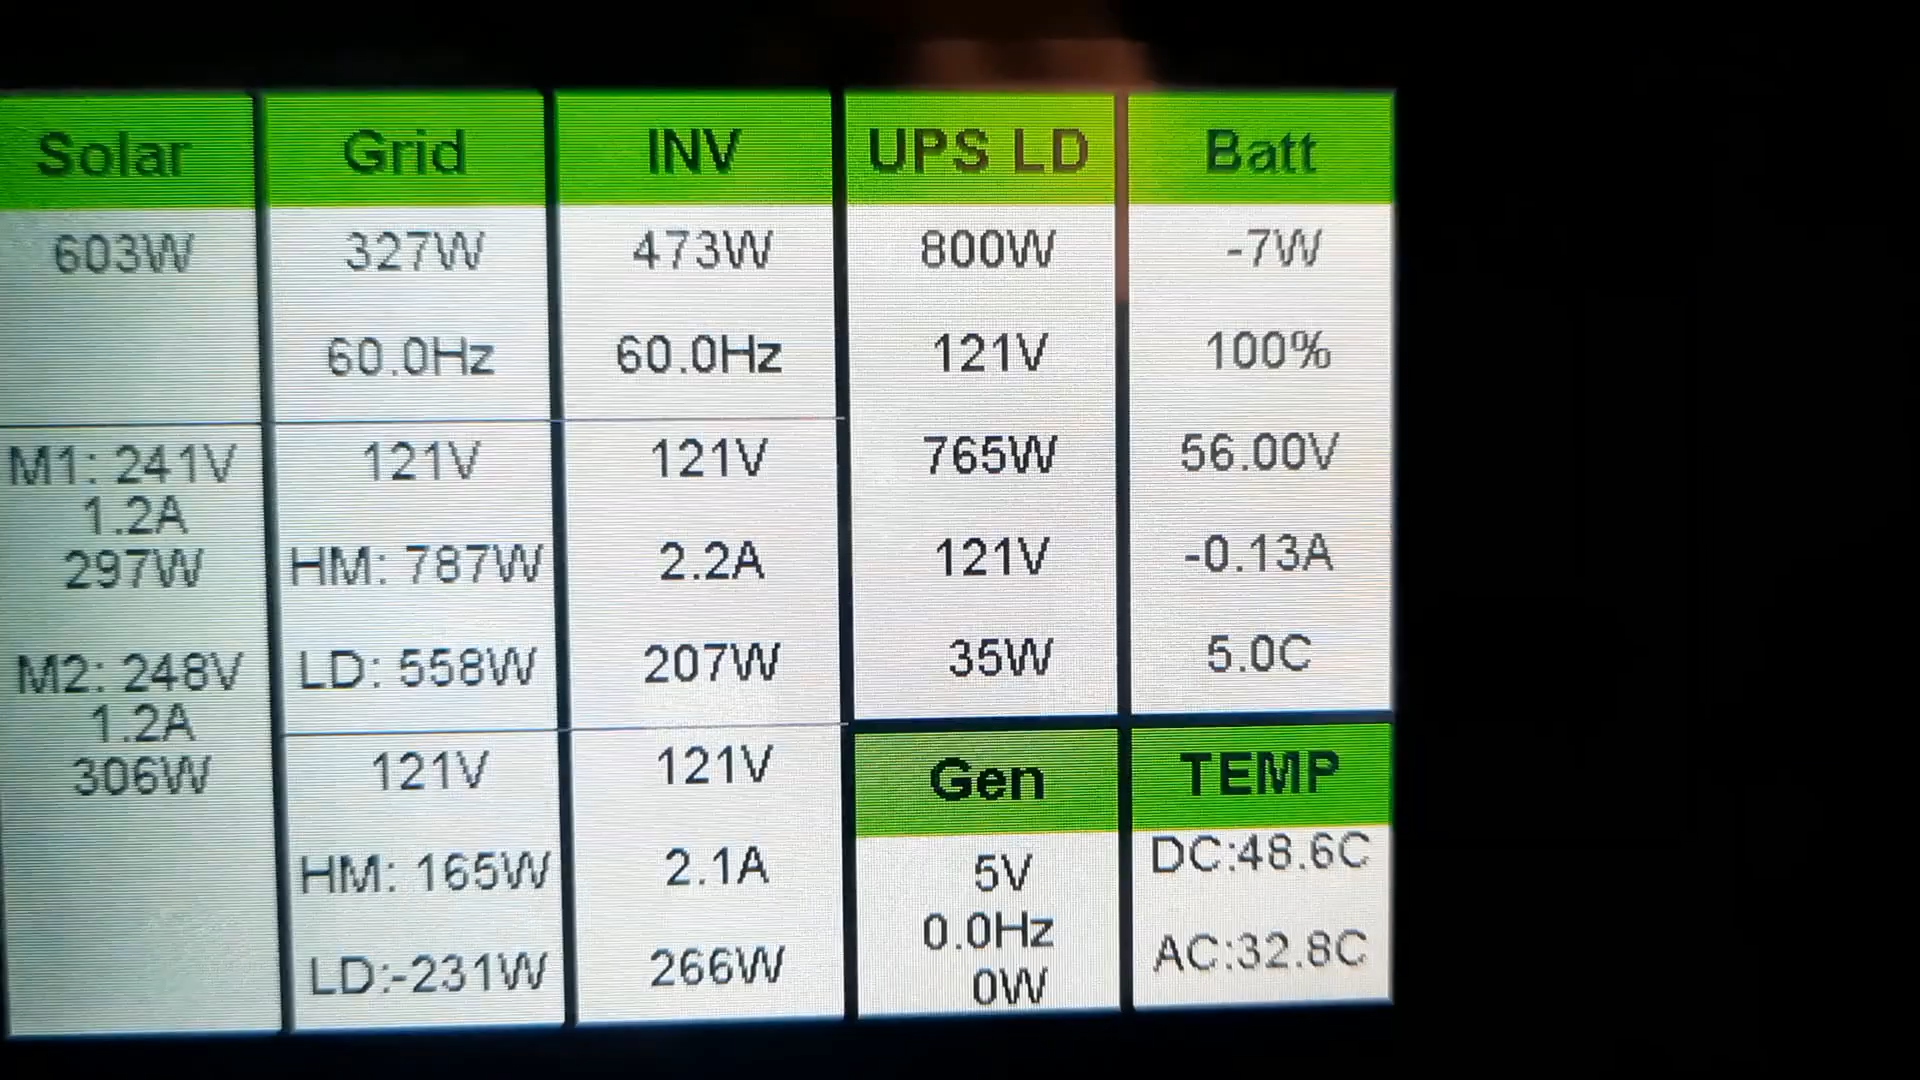 Solar
603W
M1: 241V
1.2A
297W
M2: 248V
1.2A
306W
Grid
327W
60.0Hz
121V
HM: 787W
LD: 558W
121V
HM: 165W
LD:-231W
INV
473W
60.0Hz
121V
2.2A
207W
121V
2.1A
266W
UPS LD
800W
121V
765W
121V
35W
Batt
-7W
100%
56.00V
-0.13A
5.0C
Gen
5V
0.0Hz
0W
TEMP
DC:48.6C
AC:32.8C